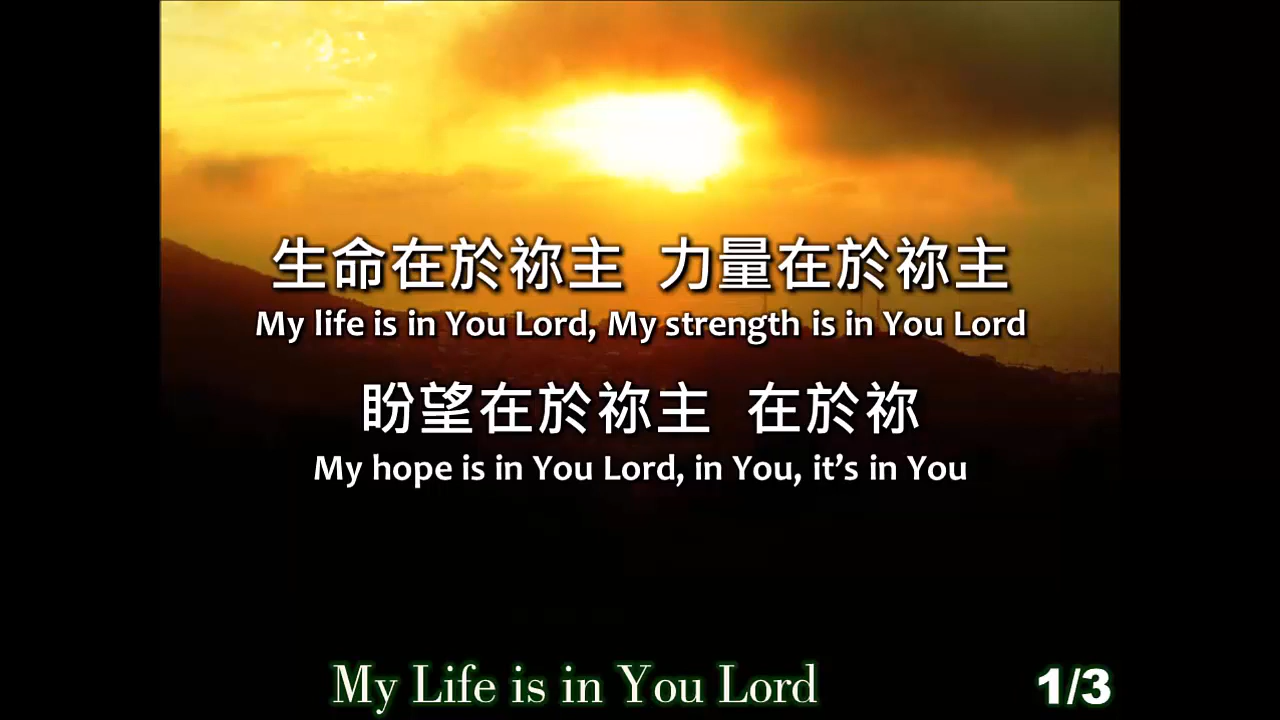 生命在於祢主 力量在於祢主
My life is in You Lord, My strength is in You Lord
盼望在於祢主 在於祢
My hope is in You Lord, in You, it’s in You
My Life is in You Lord
1/3